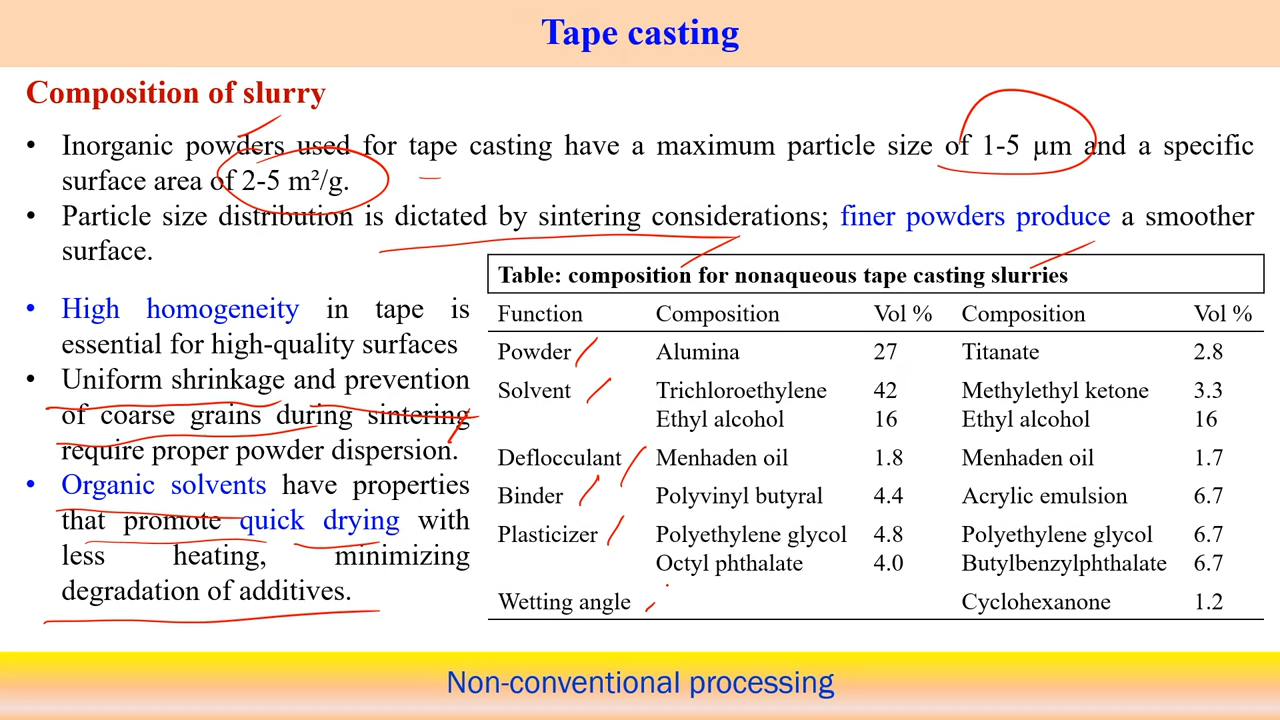 Tape casting
Composition of slurry
• Inorganic powders used for tape casting have a maximum particle size of 1-5 µm and a specific
surface area of 2-5 m²/g.
• Particle size distribution is dictated by sintering considerations; finer powders produce a smoother
surface.
• High homogeneity in tape is
essential for high-quality surfaces
• Uniform shrinkage and prevention
of coarse grains during sintering
require proper powder dispersion.
• Organic solvents have properties
that promote quick drying with
less heating, minimizing
degradation of additives.
Table: composition for nonaqueous tape casting slurries
Function Composition Vol % Composition Vol %
Powder Alumina 27 Titanate 2.8
Solvent Trichloroethylene 42 Methylethyl ketone 3.3
Ethyl alcohol 16 Ethyl alcohol 16
Deflocculant Menhaden oil 1.8 Menhaden oil 1.7
Binder Polyvinyl butyral 4.4 Acrylic emulsion 6.7
Plasticizer Polyethylene glycol 4.8 Polyethylene glycol 6.7
Octyl phthalate 4.0 Butylbenzylphthalate 6.7
Wetting angle Cyclohexanone 1.2
Non-conventional processing